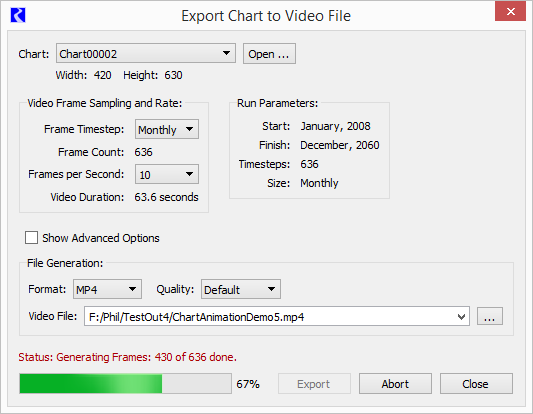 Export Chart to Video File
Chart: Chart00002 Open ...
Width: 420 Height: 630
Video Frame Sampling and Rate:
Frame Timestep: Monthly
Frame Count: 636
Frames per Second: 10
Video Duration: 63.6 seconds
Run Parameters:
Start: January, 2008
Finish: December, 2060
Timesteps: 636
Size: Monthly
Show Advanced Options
File Generation:
Format: MP4 Quality: Default
Video File: F:/Phil/TestOut4/ChartAnimationDemo5.mp4 ...
Status: Generating Frames: 430 of 636 done.
67% Export Abort Close